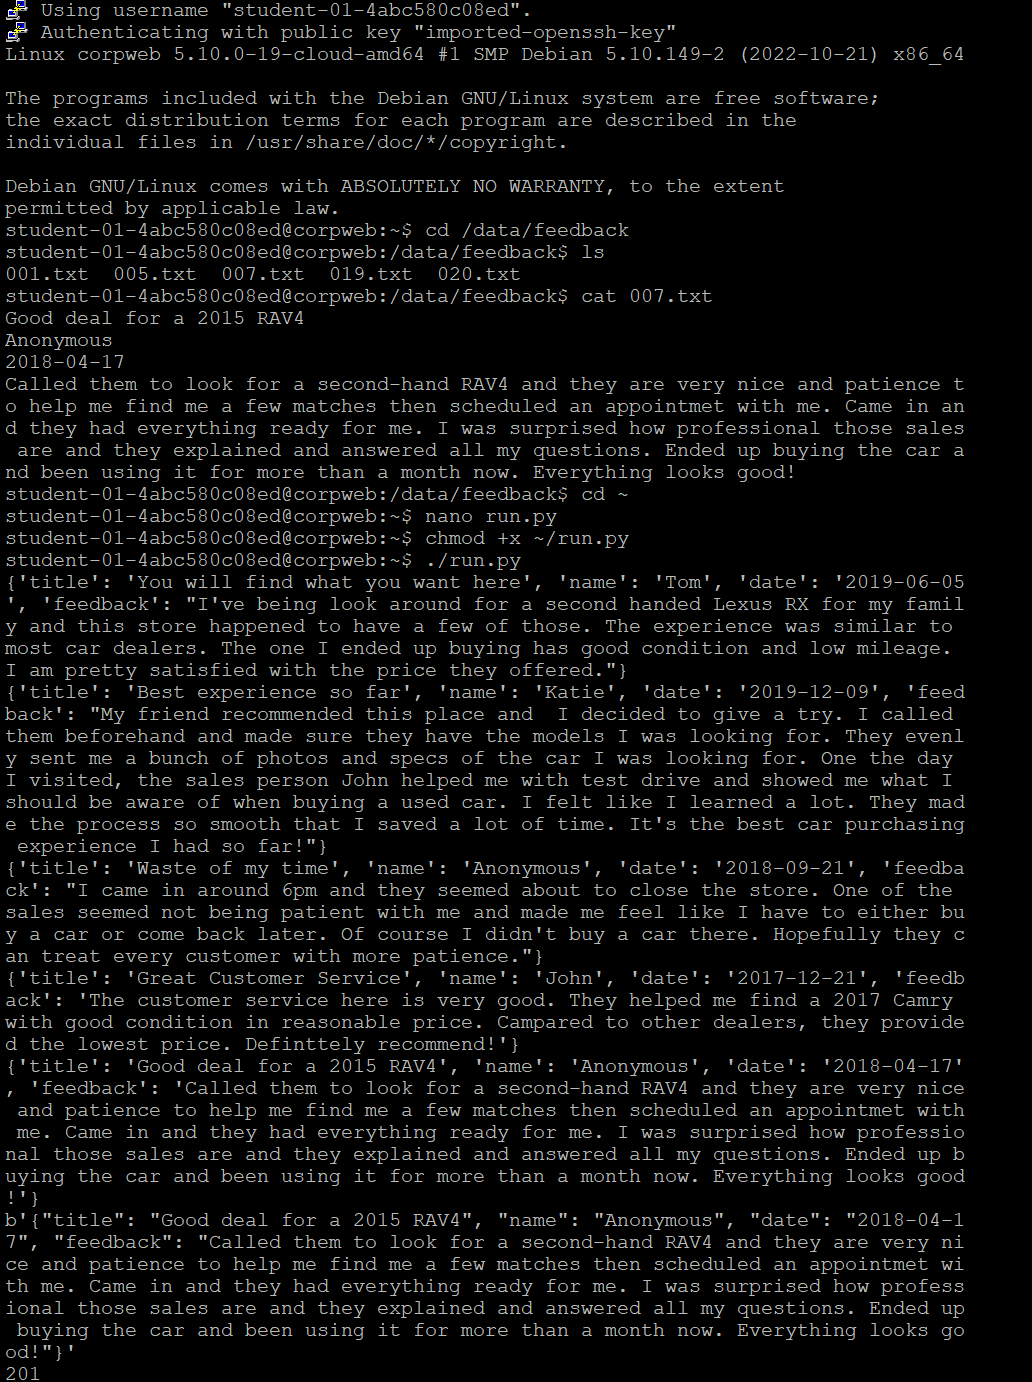 Using username "student-01-4abc580c08ed".
Authenticating with public key "imported-openssh-key"
Linux corpweb 5.10.0-19-cloud-amd64 #1 SMP Debian 5.10.149-2 (2022-10-21) x86_64
The programs included with the Debian GNU/Linux system are free software;
the exact distribution terms for each program are described in the
individual files in /usr/share/doc/*/copyright.
Debian GNU/Linux comes with ABSOLUTELY NO WARRANTY, to the extent
permitted by applicable law.
student-01-4abc580c08ed@corpweb:~$ cd /data/feedback
student-01-4abc580c08ed@corpweb:/data/feedback$ ls
001.txt  005.txt  007.txt  019.txt  020.txt
student-01-4abc580c08ed@corpweb:/data/feedback$ cat 007.txt
Good deal for a 2015 RAV4
Anonymous
2018-04-17
Called them to look for a second-hand RAV4 and they are very nice and patience t
o help me find me a few matches then scheduled an appointmet with me. Came in an
d they had everything ready for me. I was surprised how professional those sales
 are and they explained and answered all my questions. Ended up buying the car a
nd been using it for more than a month now. Everything looks good!
student-01-4abc580c08ed@corpweb:/data/feedback$ cd ~
student-01-4abc580c08ed@corpweb:~$ nano run.py
student-01-4abc580c08ed@corpweb:~$ chmod +x ~/run.py
student-01-4abc580c08ed@corpweb:~$ ./run.py
{'title': 'You will find what you want here', 'name': 'Tom', 'date': '2019-06-05
', 'feedback': "I've being look around for a second handed Lexus RX for my famil
y and this store happened to have a few of those. The experience was similar to
most car dealers. The one I ended up buying has good condition and low mileage.
I am pretty satisfied with the price they offered."}
{'title': 'Best experience so far', 'name': 'Katie', 'date': '2019-12-09', 'feed
back': "My friend recommended this place and  I decided to give a try. I called
them beforehand and made sure they have the models I was looking for. They evenl
y sent me a bunch of photos and specs of the car I was looking for. One the day
I visited, the sales person John helped me with test drive and showed me what I
should be aware of when buying a used car. I felt like I learned a lot. They mad
e the process so smooth that I saved a lot of time. It's the best car purchasing
 experience I had so far!"}
{'title': 'Waste of my time', 'name': 'Anonymous', 'date': '2018-09-21', 'feedba
ck': "I came in around 6pm and they seemed about to close the store. One of the
sales seemed not being patient with me and made me feel like I have to either bu
y a car or come back later. Of course I didn't buy a car there. Hopefully they c
an treat every customer with more patience."}
{'title': 'Great Customer Service', 'name': 'John', 'date': '2017-12-21', 'feedb
ack': 'The customer service here is very good. They helped me find a 2017 Camry
with good condition in reasonable price. Campared to other dealers, they provide
d the lowest price. Definttely recommend!'}
{'title': 'Good deal for a 2015 RAV4', 'name': 'Anonymous', 'date': '2018-04-17'
, 'feedback': 'Called them to look for a second-hand RAV4 and they are very nice
 and patience to help me find me a few matches then scheduled an appointmet with
 me. Came in and they had everything ready for me. I was surprised how professio
nal those sales are and they explained and answered all my questions. Ended up b
uying the car and been using it for more than a month now. Everything looks good
!'}
b'{"title": "Good deal for a 2015 RAV4", "name": "Anonymous", "date": "2018-04-1
7", "feedback": "Called them to look for a second-hand RAV4 and they are very ni
ce and patience to help me find me a few matches then scheduled an appointmet wi
th me. Came in and they had everything ready for me. I was surprised how profess
ional those sales are and they explained and answered all my questions. Ended up
 buying the car and been using it for more than a month now. Everything looks go
od!"}'
201